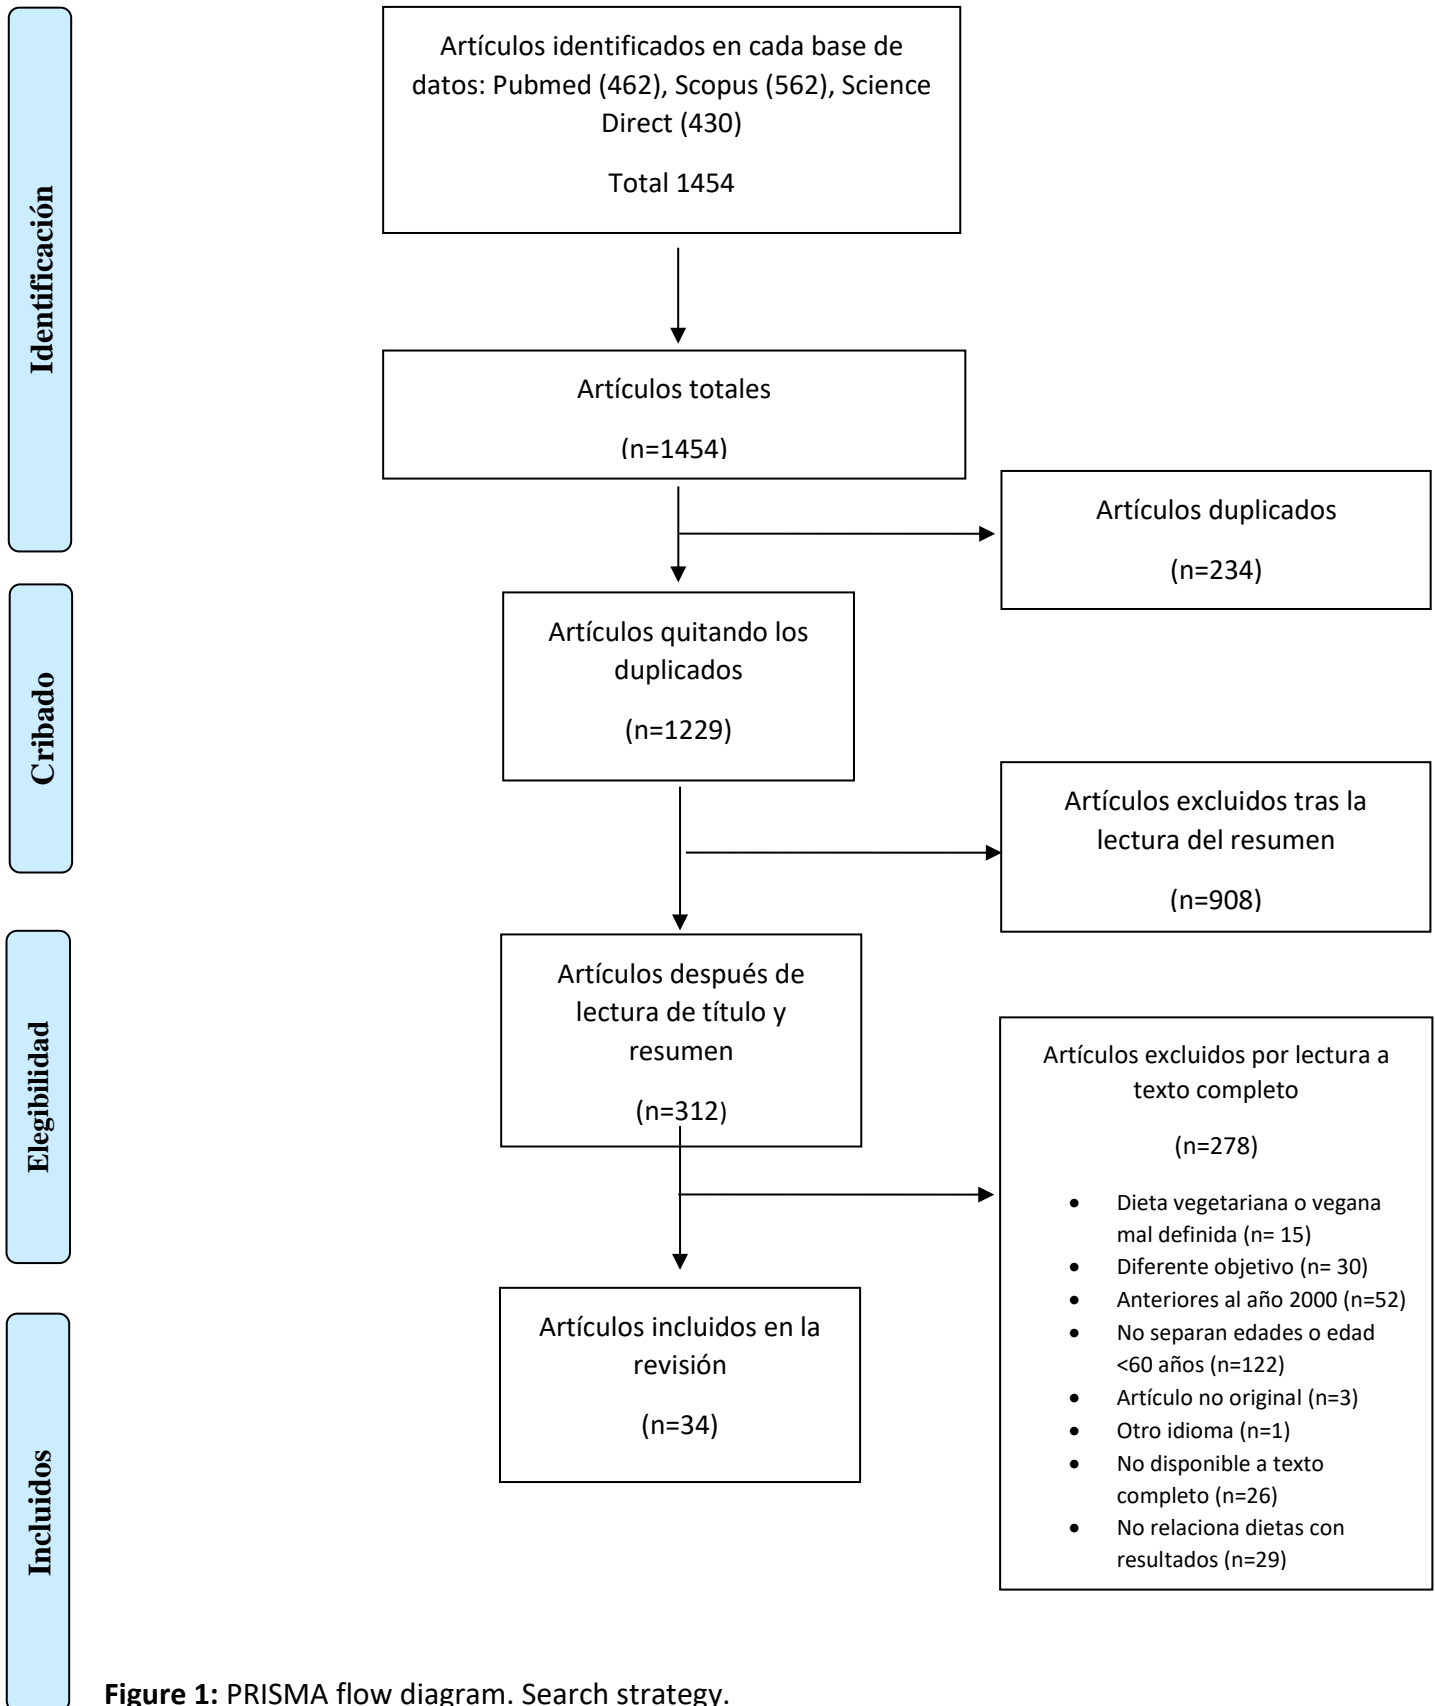 Identificación
Artículos identificados en cada base de
datos: Pubmed (462), Scopus (562), Science
Direct (430)
Total 1454
Artículos totales
(n=1454)
Artículos duplicados
(n=234)
Cribado
Artículos quitando los
duplicados
(n=1229)
Artículos excluidos tras la
lectura del resumen
(n=908)
Elegibilidad
Artículos después de
lectura de título y
resumen
(n=312)
Artículos excluidos por lectura a
texto completo
(n=278)
• Dieta vegetariana o vegana
mal definida (n= 15)
• Diferente objetivo (n= 30)
• Anteriores al año 2000 (n=52)
• No separan edades o edad
<60 años (n=122)
• Artículo no original (n=3)
• Otro idioma (n=1)
• No disponible a texto
completo (n=26)
• No relaciona dietas con
resultados (n=29)
Incluidos
Artículos incluidos en la
revisión
(n=34)
Figure 1: PRISMA flow diagram. Search strategy.